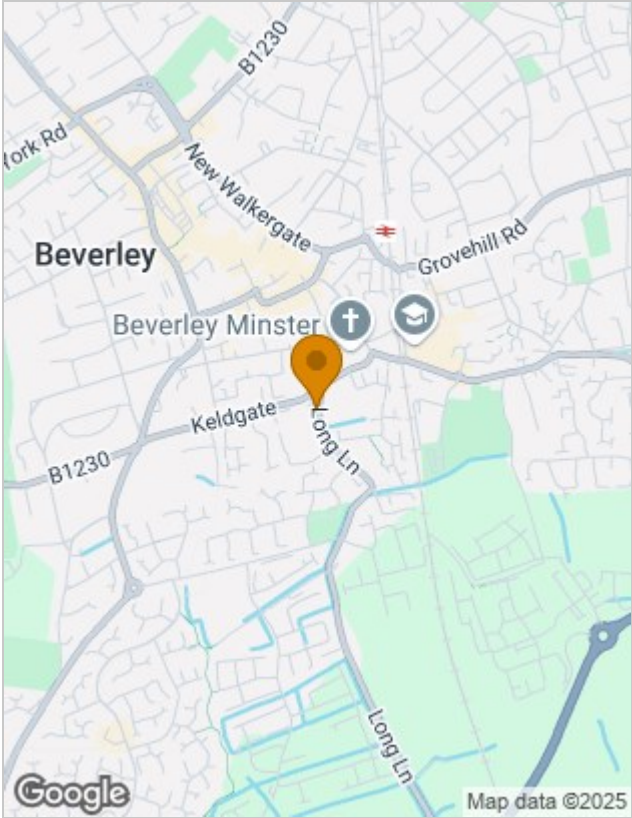 B1230
York Rd
New Walkergate
Beverley
Grovehill Rd
Beverley Minster
Keldgate
Long Ln
B1230
Long Ln
Google
Map data ©2025